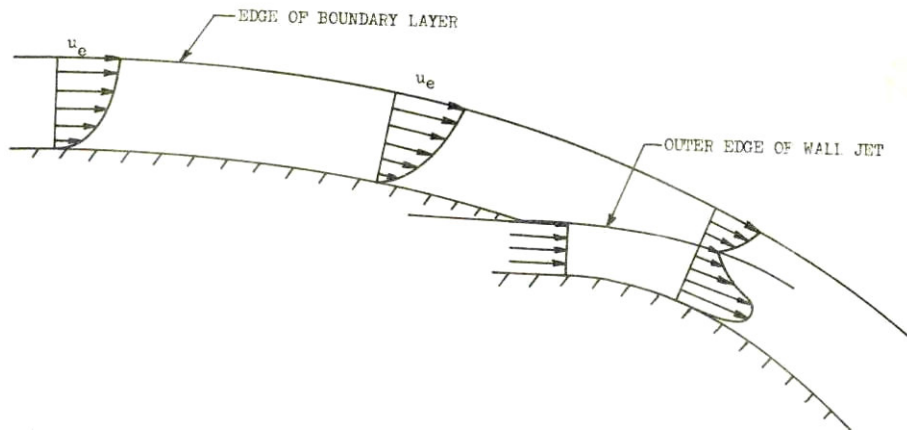 EDGE OF BOUNDARY LAYER
u_e
u_e
OUTER EDGE OF WALL JET